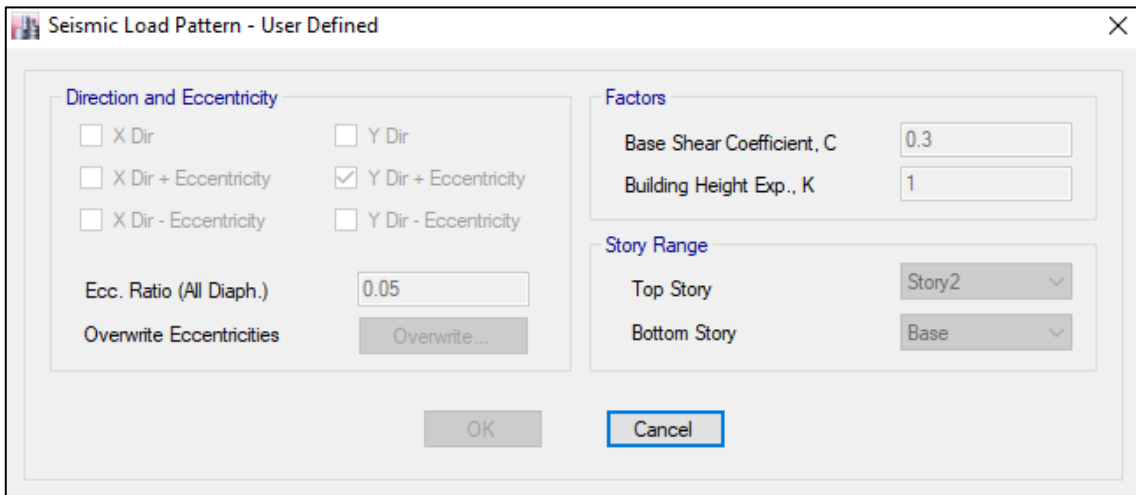 Seismic Load Pattern - User Defined
Direction and Eccentricity
X Dir
Y Dir
X Dir + Eccentricity
Y Dir + Eccentricity
X Dir - Eccentricity
Y Dir - Eccentricity
Ecc. Ratio (All Diaph.)
0.05
Overwrite Eccentricities
Overwrite...
Factors
Base Shear Coefficient, C
0.3
Building Height Exp., K
1
Story Range
Top Story
Story2
Bottom Story
Base
OK
Cancel